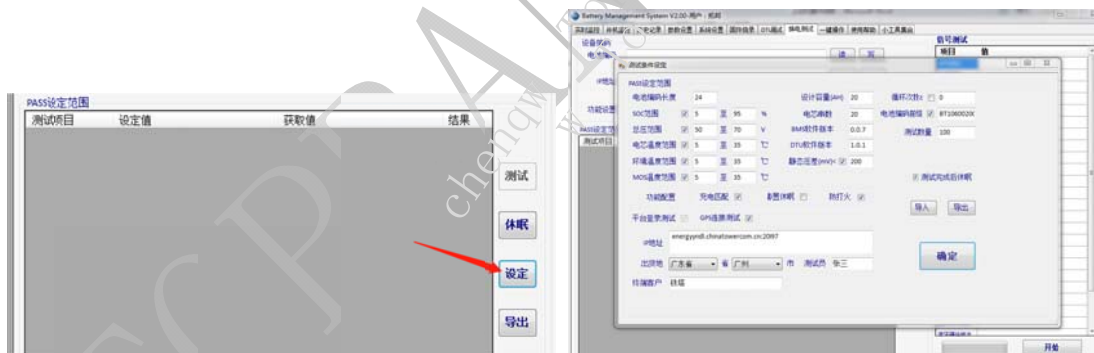 PASS设定范围
测试项目 设定值 获取值 结果
测试
休眠
设定
导出
Battery Management System V2.00-用户:
设备条码
读 写
信号测试
项目 值
测试条件设定
PASS设定范围
电池编码长度 24 设计容量(AH) 20 循环次数≤ 0
SOC范围 5 至 95 % 电芯串数 20 电池编码前缀 BT1060020
总压范围 50 至 70 V BMS软件版本 0.0.7 测试数量 100
电芯温度范围 5 至 35 ℃ DTU软件版本 1.0.1
环境温度范围 5 至 35 ℃ 静态压差(mV)< 200
MOS温度范围 5 至 35 ℃ 测试完成后休眠
功能配置 充电匹配 休眠 防打火
导入 导出
平台登录测试 GPS连接测试
IP地址 energyyndl.chinatowercom.cn:2097
出货地 广东省 省 广州 市 测试员 张三
确定
终端客户 铁塔
开始